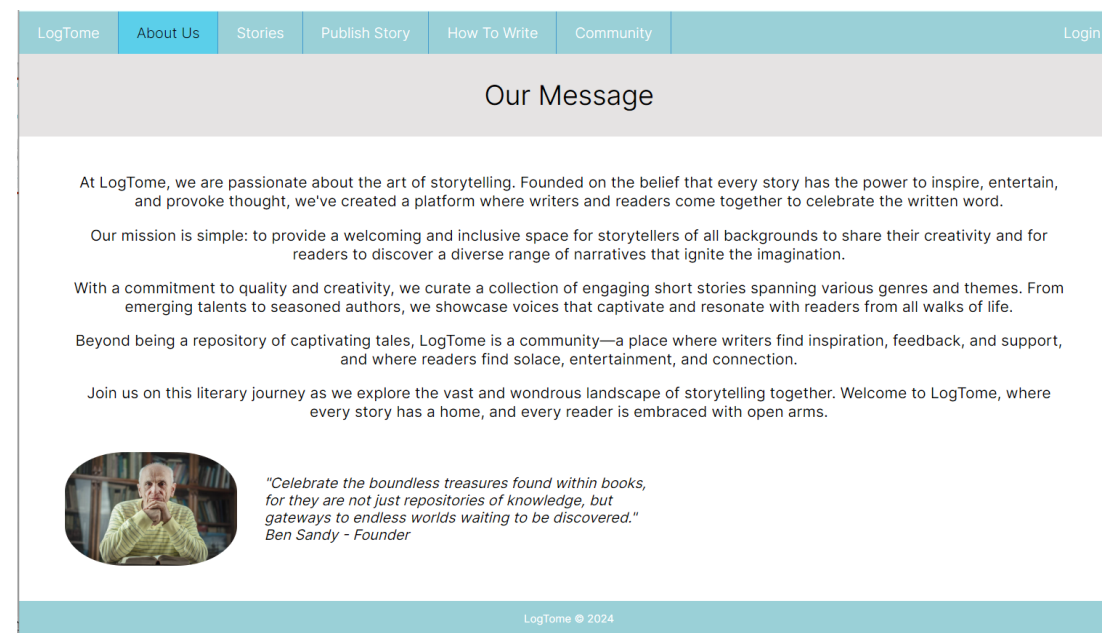 LogTome About Us Stories Publish Story How To Write Community Login
Our Message
At LogTome, we are passionate about the art of storytelling. Founded on the belief that every story has the power to inspire, entertain,
and provoke thought, we've created a platform where writers and readers come together to celebrate the written word.
Our mission is simple: to provide a welcoming and inclusive space for storytellers of all backgrounds to share their creativity and for
readers to discover a diverse range of narratives that ignite the imagination.
With a commitment to quality and creativity, we curate a collection of engaging short stories spanning various genres and themes. From
emerging talents to seasoned authors, we showcase voices that captivate and resonate with readers from all walks of life.
Beyond being a repository of captivating tales, LogTome is a community—a place where writers find inspiration, feedback, and support,
and where readers find solace, entertainment, and connection.
Join us on this literary journey as we explore the vast and wondrous landscape of storytelling together. Welcome to LogTome, where
every story has a home, and every reader is embraced with open arms.
"Celebrate the boundless treasures found within books,
for they are not just repositories of knowledge, but
gateways to endless worlds waiting to be discovered."
Ben Sandy - Founder
LogTome © 2024